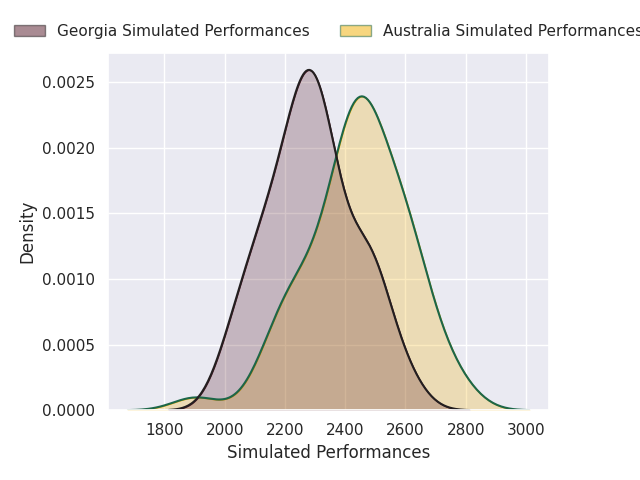 Georgia Simulated Performances Australia Simulated Performances
0.0025
0.0020
0.0015
0.0010
0.0005
0.0000
Density
1800 2000 2200 2400 2600 2800 3000
Simulated Performances